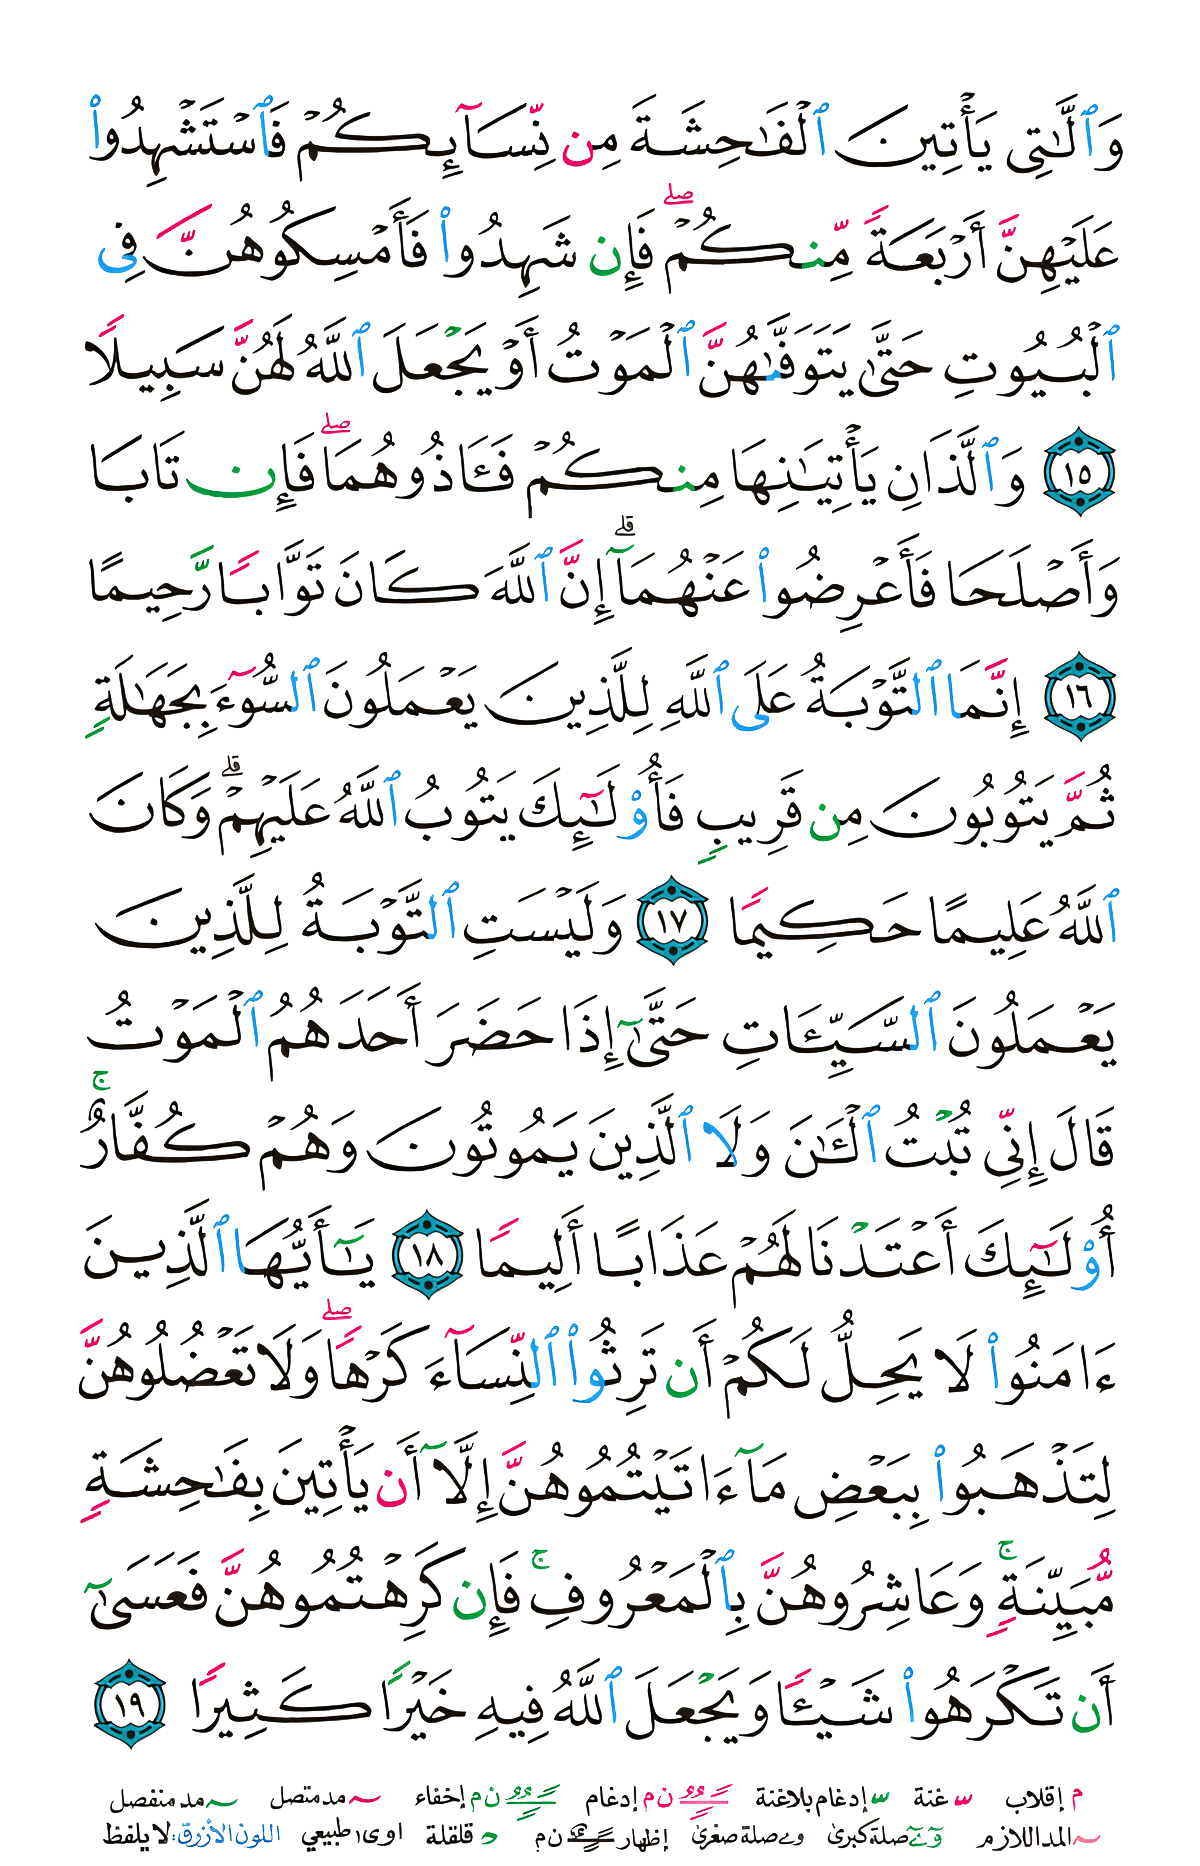 وَٱلَّٰتِى يَأْتِينَ ٱلْفَٰحِشَةَ مِن نِّسَآئِكُمْ فَٱسْتَشْهِدُوا۟
عَلَيْهِنَّ أَرْبَعَةً مِّنكُمْ ۖ فَإِن شَهِدُوا۟ فَأَمْسِكُوهُنَّ فِى
ٱلْبُيُوتِ حَتَّىٰ يَتَوَفَّىٰهُنَّ ٱلْمَوْتُ أَوْ يَجْعَلَ ٱللَّهُ لَهُنَّ سَبِيلًا
١٥ وَٱلَّذَانِ يَأْتِيَٰنِهَا مِنكُمْ فَـَٔاذُوهُمَا ۖ فَإِن تَابَا
وَأَصْلَحَا فَأَعْرِضُوا۟ عَنْهُمَآ ۗ إِنَّ ٱللَّهَ كَانَ تَوَّابًا رَّحِيمًا
١٦ إِنَّمَا ٱلتَّوْبَةُ عَلَى ٱللَّهِ لِلَّذِينَ يَعْمَلُونَ ٱلسُّوٓءَ بِجَهَٰلَةٍ
ثُمَّ يَتُوبُونَ مِن قَرِيبٍ فَأُو۟لَٰٓئِكَ يَتُوبُ ٱللَّهُ عَلَيْهِمْ ۗ وَكَانَ
ٱللَّهُ عَلِيمًا حَكِيمًا ١٧ وَلَيْسَتِ ٱلتَّوْبَةُ لِلَّذِينَ
يَعْمَلُونَ ٱلسَّيِّـَٔاتِ حَتَّىٰٓ إِذَا حَضَرَ أَحَدَهُمُ ٱلْمَوْتُ
قَالَ إِنِّى تُبْتُ ٱلْـَٰٔنَ وَلَا ٱلَّذِينَ يَمُوتُونَ وَهُمْ كُفَّارٌ ۚ
أُو۟لَٰٓئِكَ أَعْتَدْنَا لَهُمْ عَذَابًا أَلِيمًا ١٨ يَٰٓأَيُّهَا ٱلَّذِينَ
ءَامَنُوا۟ لَا يَحِلُّ لَكُمْ أَن تَرِثُوا۟ ٱلنِّسَآءَ كَرْهًا ۖ وَلَا تَعْضُلُوهُنَّ
لِتَذْهَبُوا۟ بِبَعْضِ مَآ ءَاتَيْتُمُوهُنَّ إِلَّآ أَن يَأْتِينَ بِفَٰحِشَةٍ
مُّبَيِّنَةٍ ۚ وَعَاشِرُوهُنَّ بِٱلْمَعْرُوفِ ۚ فَإِن كَرِهْتُمُوهُنَّ فَعَسَىٰٓ
أَن تَكْرَهُوا۟ شَيْـًٔا وَيَجْعَلَ ٱللَّهُ فِيهِ خَيْرًا كَثِيرًا ١٩
م إقلاب غنة إدغام بلاغنة ن م إدغام ن م إخفاء مد متصل مد منفصل
المد اللازم صلة كبرى و ے صلة صغرى إظهار ن م قلقلة اوى طبيعي اللون الأزرق: لا يلفظ